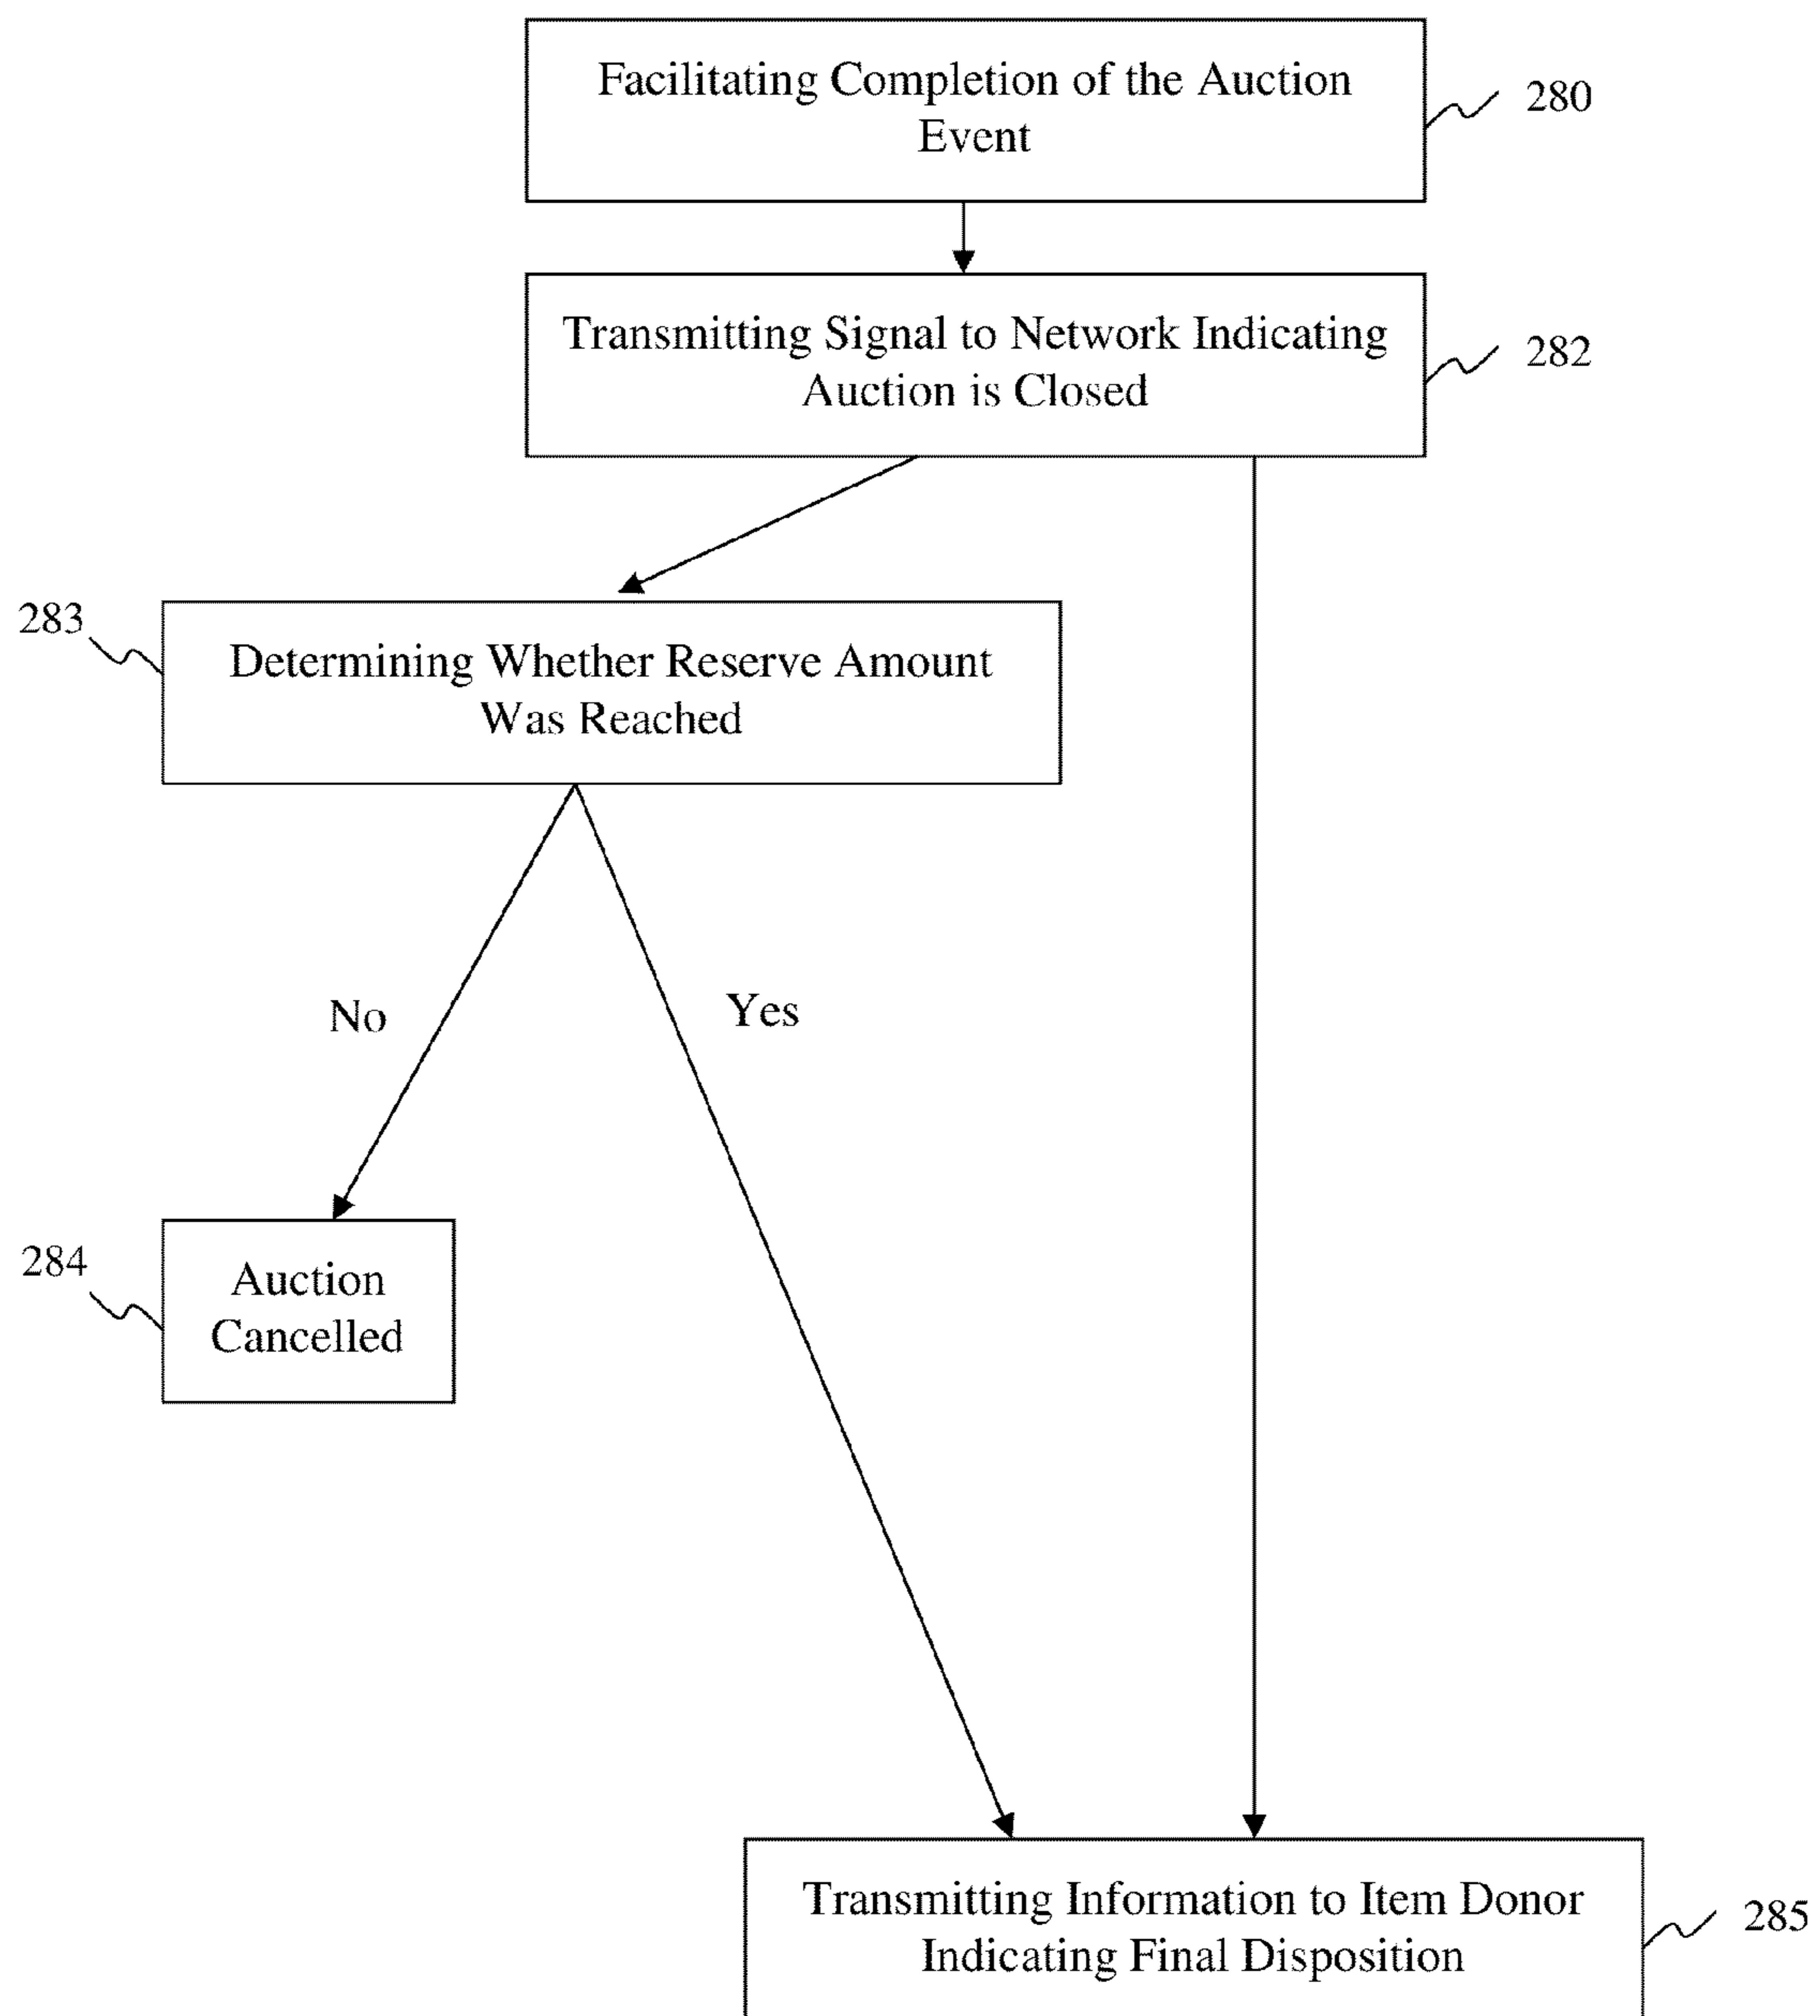 Facilitating Completion of the Auction
Event
280
Transmitting Signal to Network Indicating
Auction is Closed
282
283
Determining Whether Reserve Amount
Was Reached
No
Yes
284
Auction
Cancelled
Transmitting Information to Item Donor
Indicating Final Disposition
285